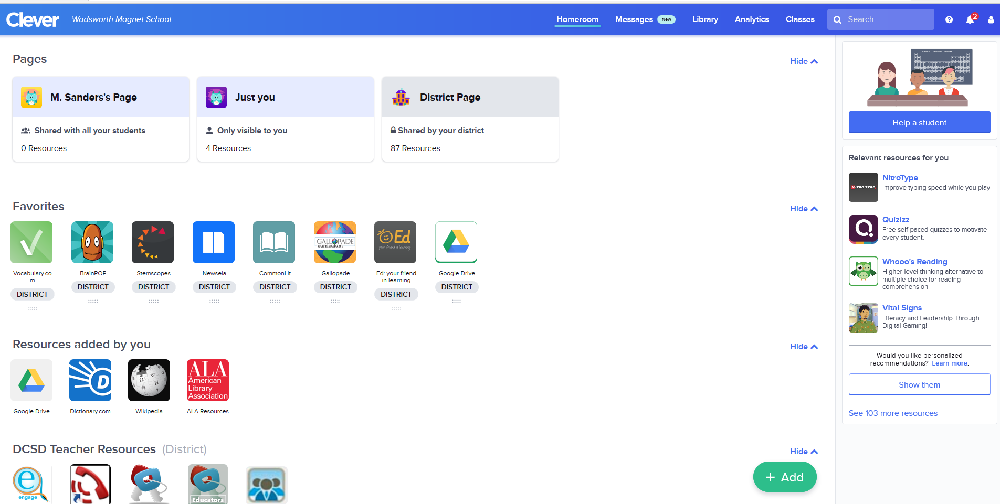 Clever
Wadsworth Magnet School
Homeroom
Messages New
Library
Analytics
Classes
Search
2
Pages
Hide
M. Sanders's Page
Shared with all your students
0 Resources
Just you
Only visible to you
4 Resources
District Page
Shared by your district
87 Resources
Favorites
Hide
GALLOPADE
curriculum
Ed
your friend in learning
Vocabulary.co
m
DISTRICT
BrainPOP
DISTRICT
Stemscopes
DISTRICT
Newsela
DISTRICT
CommonLit
DISTRICT
Gallopade
DISTRICT
Ed: your friend
in learning
DISTRICT
Google Drive
DISTRICT
Resources added by you
Hide
D
ALA
American
Library
Association
Google Drive
Dictionary.com
Wikipedia
ALA Resources
DCSD Teacher Resources (District)
Hide
e
engage
Educators
+ Add
PERIODIC TABLE OF ELEMENTS
Help a student
Relevant resources for you
NITRO TYPE
NitroType
Improve typing speed while you play
Quizizz
Free self-paced quizzes to motivate
every student.
Whooo's Reading
Higher-level thinking alternative to
multiple choice for reading
comprehension
Vital Signs
Literacy and Leadership Through
Digital Gaming!
Would you like personalized
recommendations? Learn more.
Show them
See 103 more resources